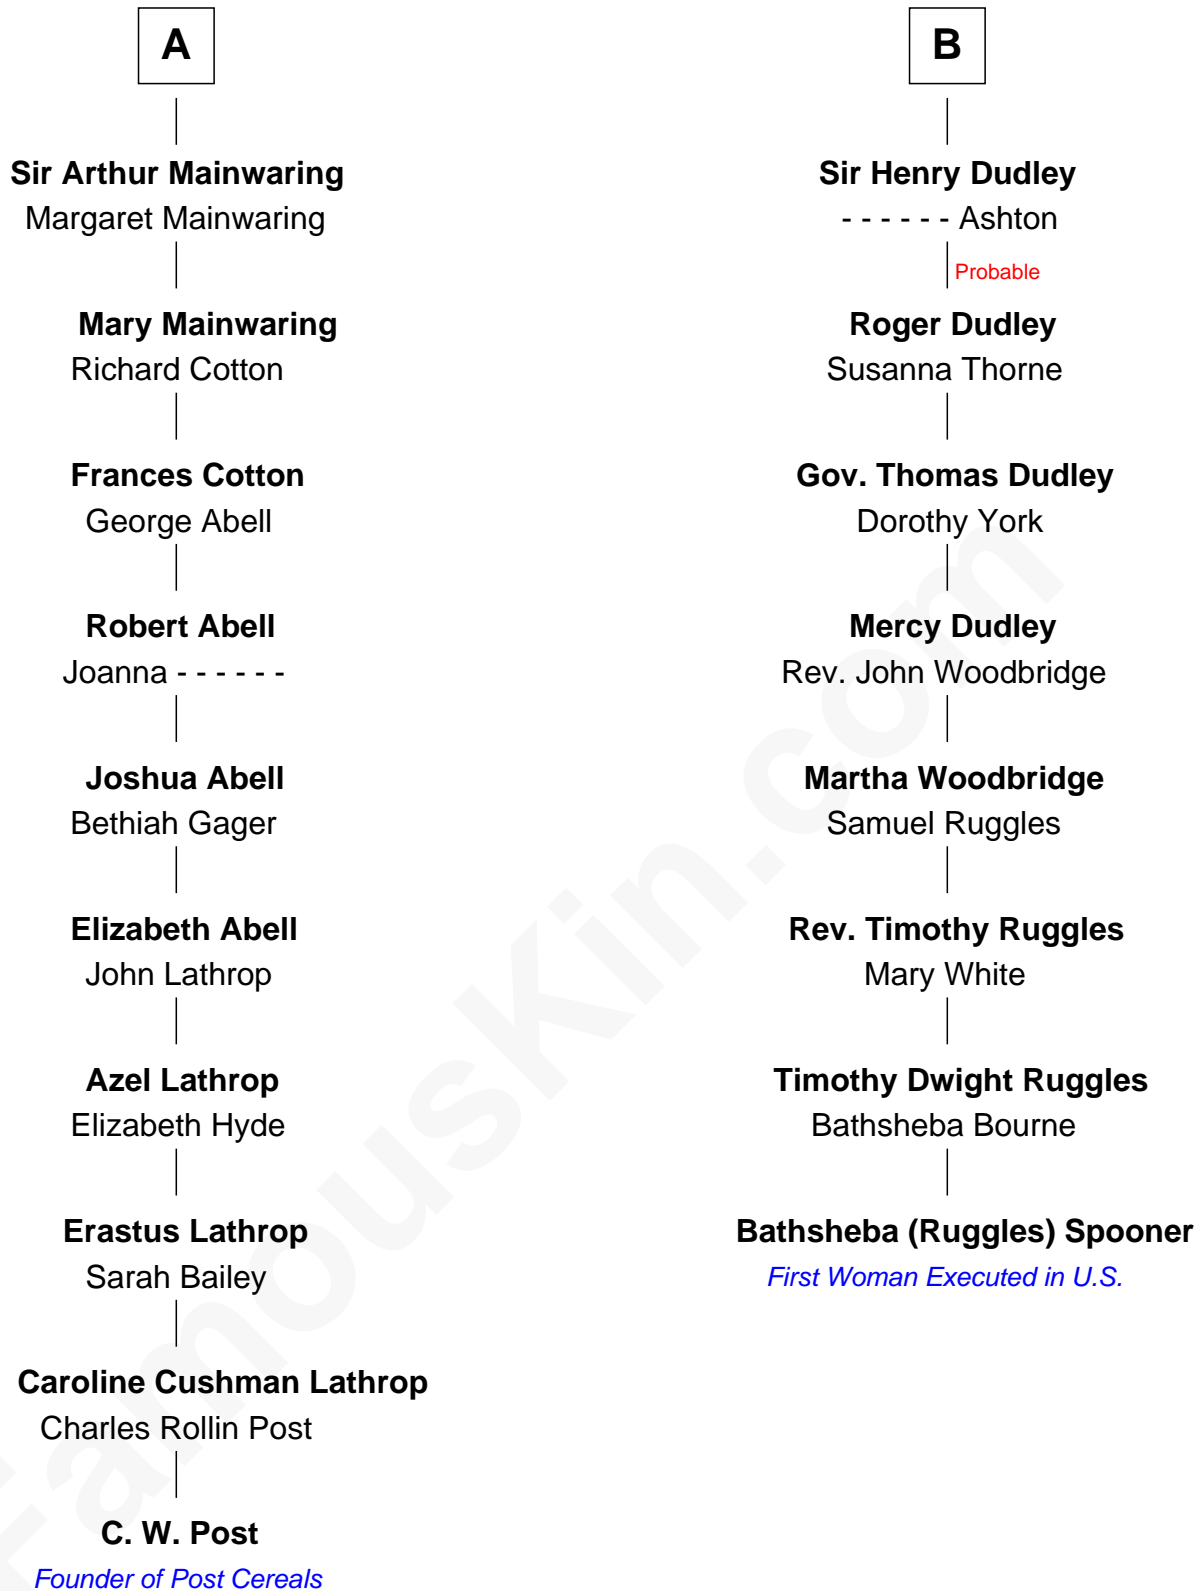 A
Sir Arthur Mainwaring
Margaret Mainwaring
Mary Mainwaring
Richard Cotton
Frances Cotton
George Abell
Robert Abell
Joanna - - - - - -
Joshua Abell
Bethiah Gager
Elizabeth Abell
John Lathrop
Azel Lathrop
Elizabeth Hyde
Erastus Lathrop
Sarah Bailey
Caroline Cushman Lathrop
Charles Rollin Post
C. W. Post
Founder of Post Cereals
B
Sir Henry Dudley
- - - - - - Ashton
Probable
Roger Dudley
Susanna Thorne
Gov. Thomas Dudley
Dorothy York
Mercy Dudley
Rev. John Woodbridge
Martha Woodbridge
Samuel Ruggles
Rev. Timothy Ruggles
Mary White
Timothy Dwight Ruggles
Bathsheba Bourne
Bathsheba (Ruggles) Spooner
First Woman Executed in U.S.
FamousKin.com